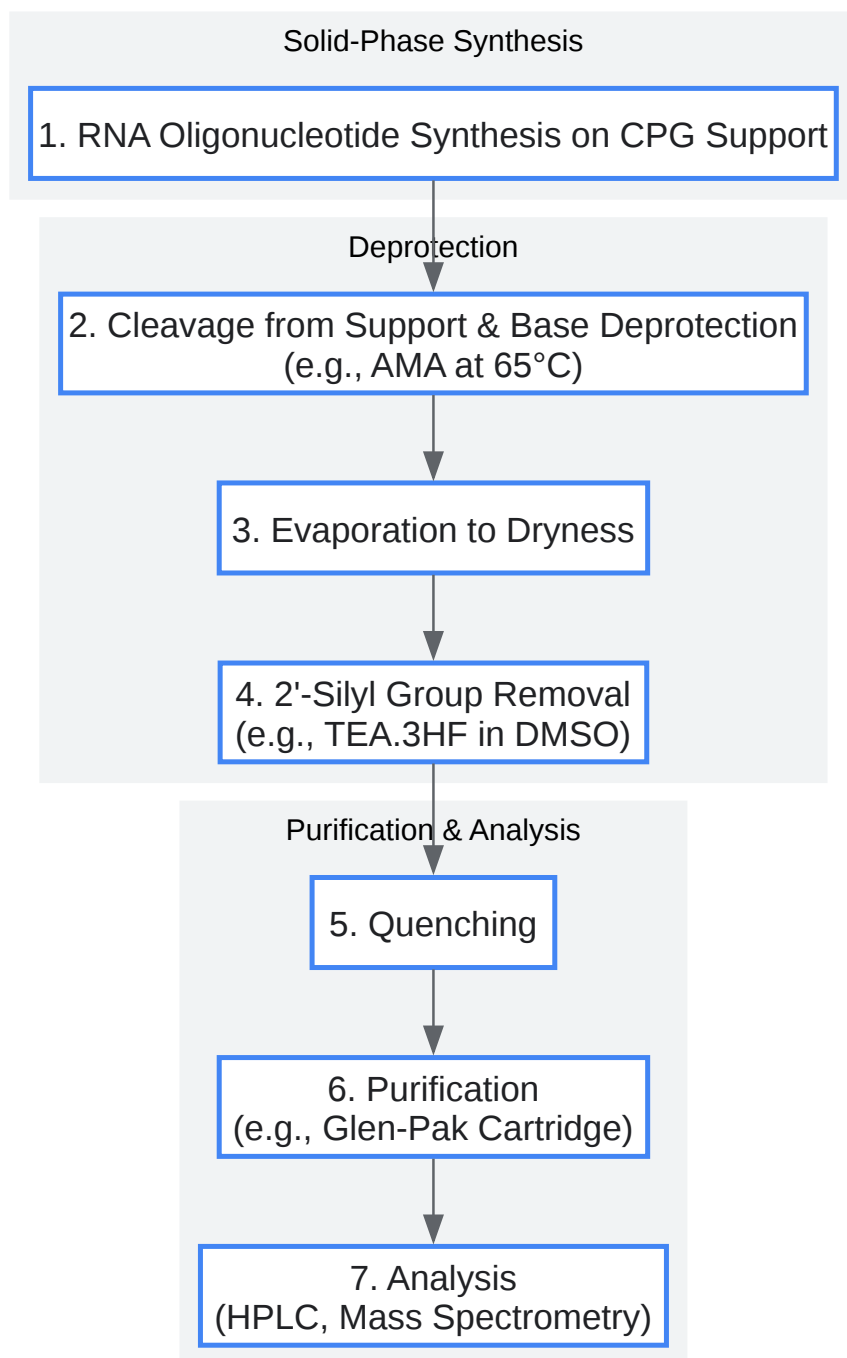 Solid-Phase Synthesis
1. RNA Oligonucleotide Synthesis on CPG Support
Deprotection
2. Cleavage from Support & Base Deprotection
(e.g., AMA at 65°C)
3. Evaporation to Dryness
4. 2'-Silyl Group Removal
(e.g., TEA.3HF in DMSO)
Purification & Analysis
5. Quenching
6. Purification
(e.g., Glen-Pak Cartridge)
7. Analysis
(HPLC, Mass Spectrometry)